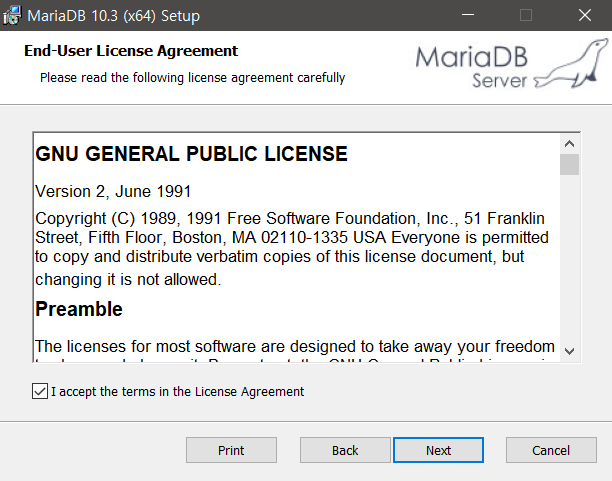 MariaDB 10.3 (x64) Setup
End-User License Agreement
Please read the following license agreement carefully
MariaDB
Server
GNU GENERAL PUBLIC LICENSE
Version 2, June 1991
Copyright (C) 1989, 1991 Free Software Foundation, Inc., 51 Franklin
Street, Fifth Floor, Boston, MA 02110-1335 USA Everyone is permitted
to copy and distribute verbatim copies of this license document, but
changing it is not allowed.
Preamble
The licenses for most software are designed to take away your freedom
I accept the terms in the License Agreement
Print
Back
Next
Cancel